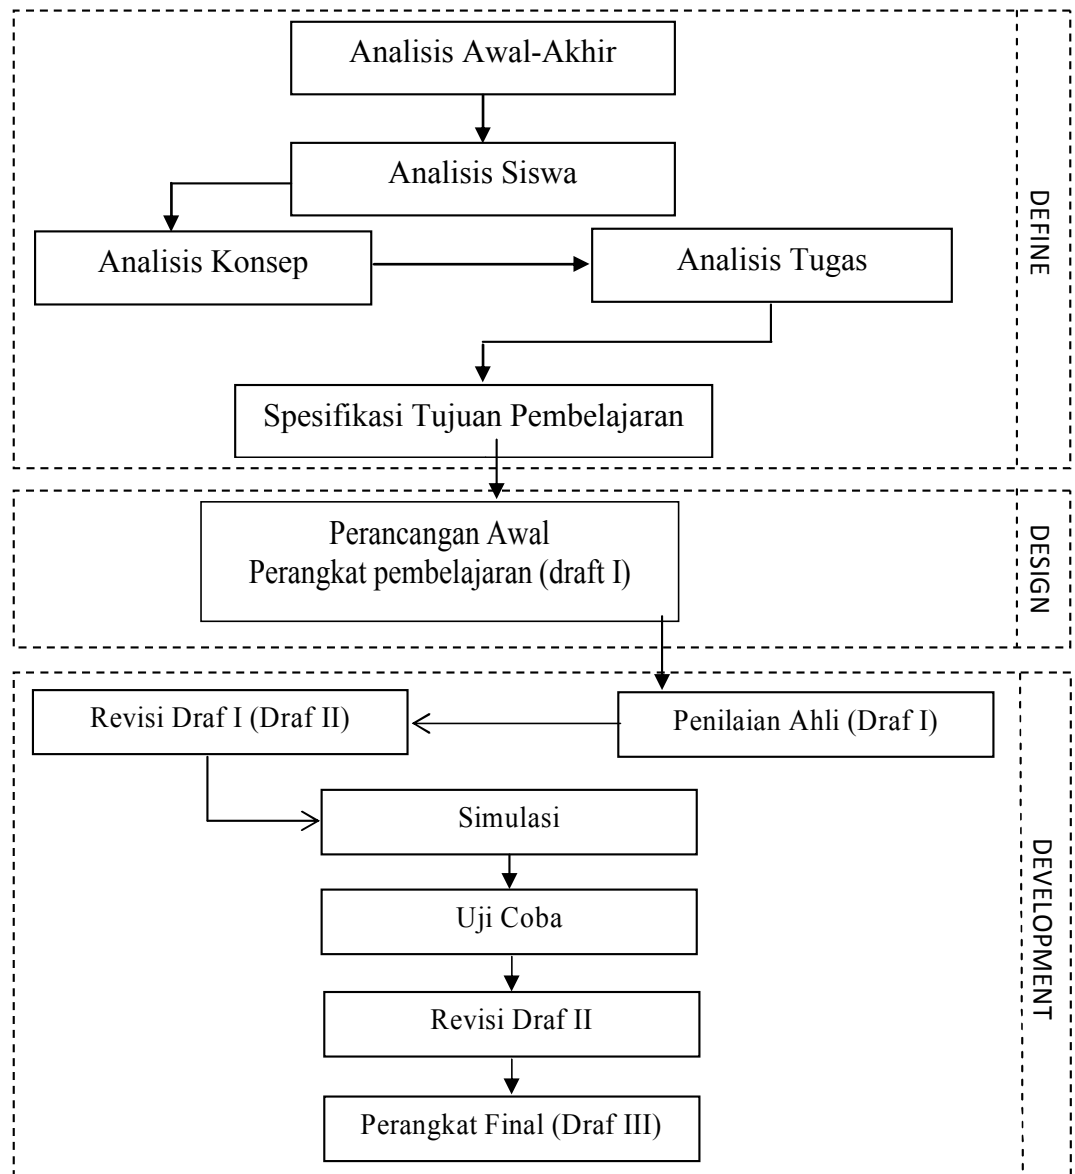 Analisis Awal-Akhir
Analisis Siswa
Analisis Konsep
Analisis Tugas
Spesifikasi Tujuan Pembelajaran
DEFINE
Perancangan Awal
Perangkat pembelajaran (draft I)
DESIGN
Revisi Draf I (Draf II)
Penilaian Ahli (Draf I)
Simulasi
Uji Coba
Revisi Draf II
Perangkat Final (Draf III)
DEVELOPMENT